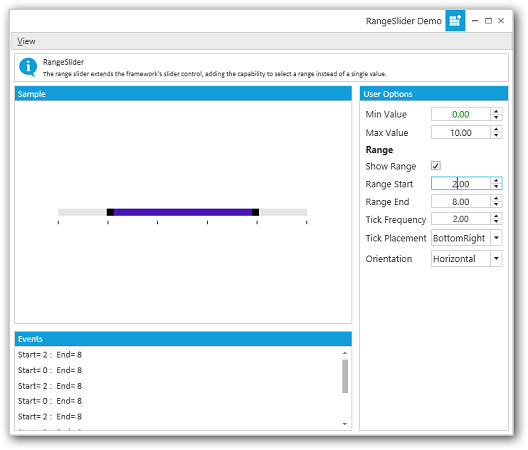 RangeSlider Demo
View
RangeSlider
The range slider extends the framework's slider control, adding the capability to select a range instead of a single value.
Sample
User Options
Min Value 0.00
Max Value 10.00
Range
Show Range
Range Start 2.00
Range End 8.00
Tick Frequency 2.00
Tick Placement BottomRight
Orientation Horizontal
Events
Start= 2 : End= 8
Start= 0 : End= 8
Start= 2 : End= 8
Start= 0 : End= 8
Start= 2 : End= 8